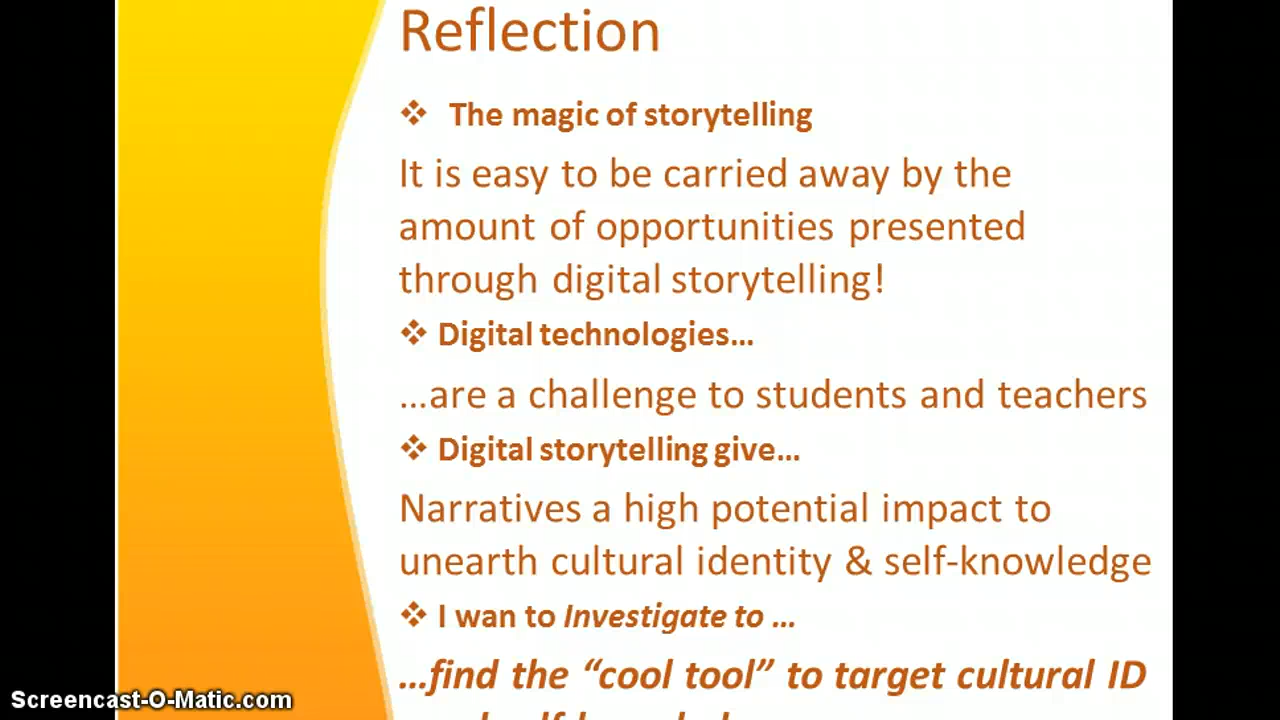 Reflection
❖ The magic of storytelling
It is easy to be carried away by the
amount of opportunities presented
through digital storytelling!
❖ Digital technologies...
...are a challenge to students and teachers
❖ Digital storytelling give...
Narratives a high potential impact to
unearth cultural identity & self-knowledge
❖ I wan to Investigate to ...
...find the “cool tool” to target cultural ID
Screencast-O-Matic.com